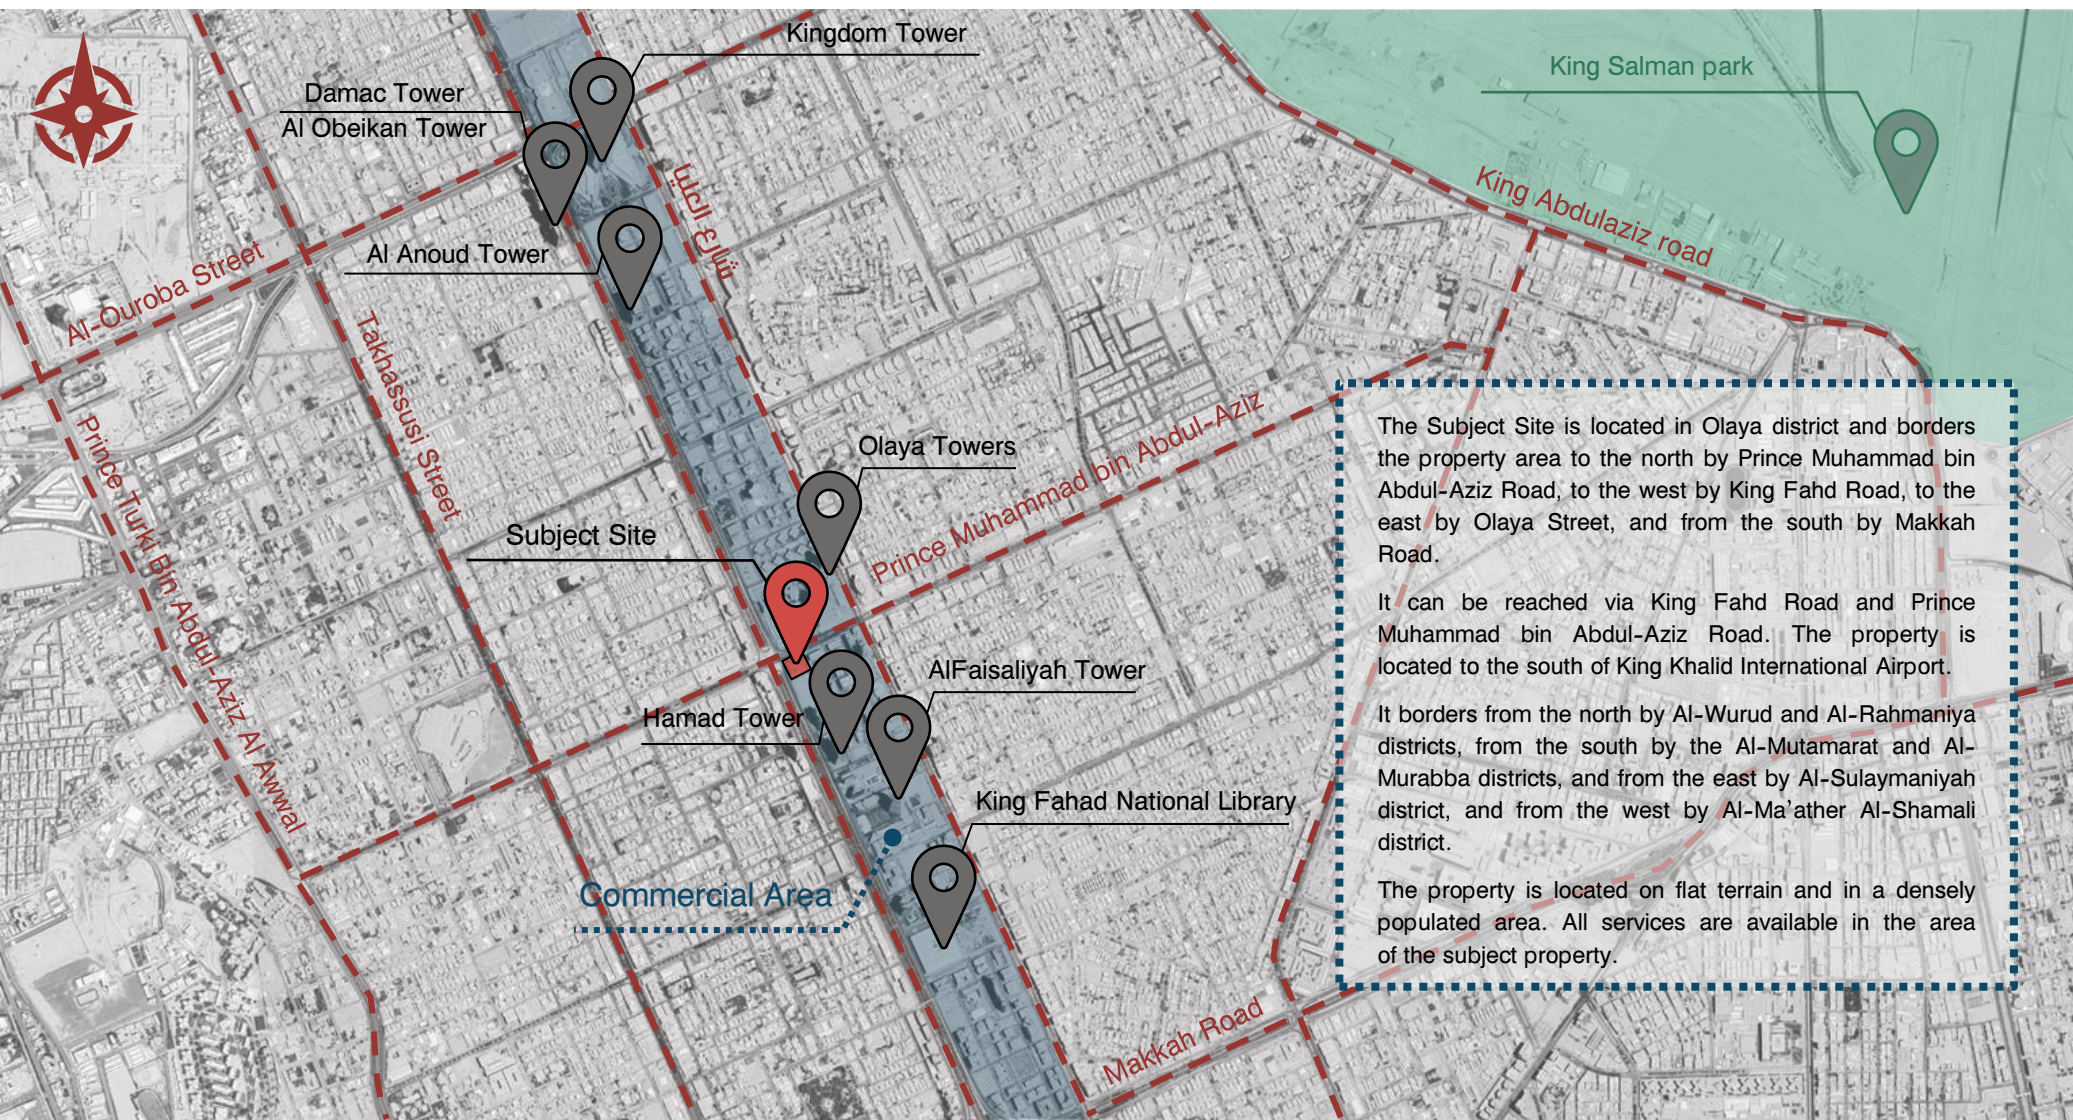 Kingdom Tower
King Salman park
Damac Tower
Al Obeikan Tower
شارع العليا
King Abdulaziz road
Al Anoud Tower
Al-Ouroba Street
Takhassusi Street
Prince Turki Bin Abdul-Aziz Al Awwal
Olaya Towers
Prince Muhammad bin Abdul-Aziz
Subject Site
AlFaisaliyah Tower
Hamad Tower
King Fahad National Library
Commercial Area
Makkah Road
The Subject Site is located in Olaya district and borders
the property area to the north by Prince Muhammad bin
Abdul-Aziz Road, to the west by King Fahd Road, to the
east by Olaya Street, and from the south by Makkah
Road.
It can be reached via King Fahd Road and Prince
Muhammad bin Abdul-Aziz Road. The property is
located to the south of King Khalid International Airport.
It borders from the north by Al-Wurud and Al-Rahmaniya
districts, from the south by the Al-Mutamarat and Al-
Murabba districts, and from the east by Al-Sulaymaniyah
district, and from the west by Al-Ma'ather Al-Shamali
district.
The property is located on flat terrain and in a densely
populated area. All services are available in the area
of the subject property.